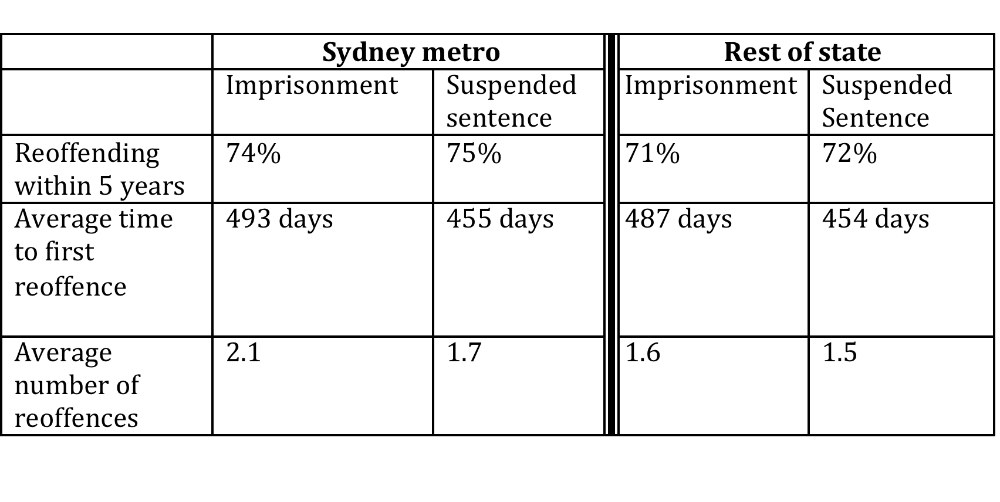 Sydney metro Rest of state
Imprisonment Suspended sentence Imprisonment Suspended Sentence
Reoffending within 5 years 74% 75% 71% 72%
Average time to first reoffence 493 days 455 days 487 days 454 days
Average number of reoffences 2.1 1.7 1.6 1.5